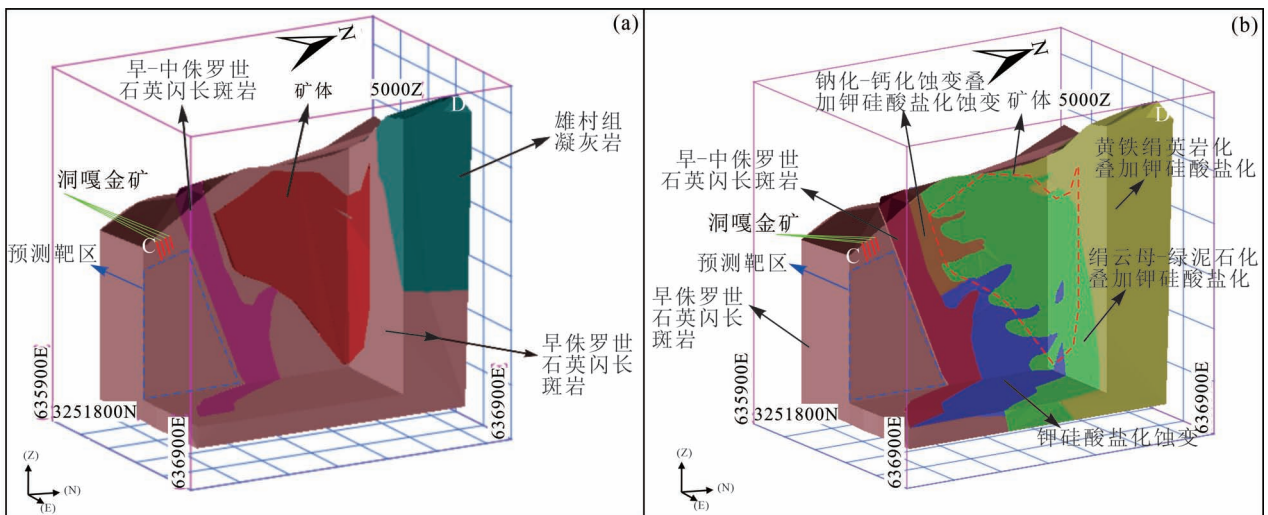 (a)
N
早-中侏罗世
石英闪长斑岩
矿体
5000Z
D
雄村组
凝灰岩
洞嘎金矿
C
预测靶区
早侏罗世
石英闪长
斑岩
635900E
3251800N
636900E
636900E
(Z)
(N)
(E)
(b)
N
钠化-钙化蚀变叠
加钾硅酸盐化蚀变
矿体
5000Z
D
黄铁绢英岩化
叠加钾硅酸盐化
早-中侏罗世
石英闪长斑岩
洞嘎金矿
C
预测靶区
绢云母-绿泥石化
叠加钾硅酸盐化
早侏罗世
石英闪长
斑岩
635900E
3251800N
636900E
636900E
钾硅酸盐化蚀变
(Z)
(N)
(E)